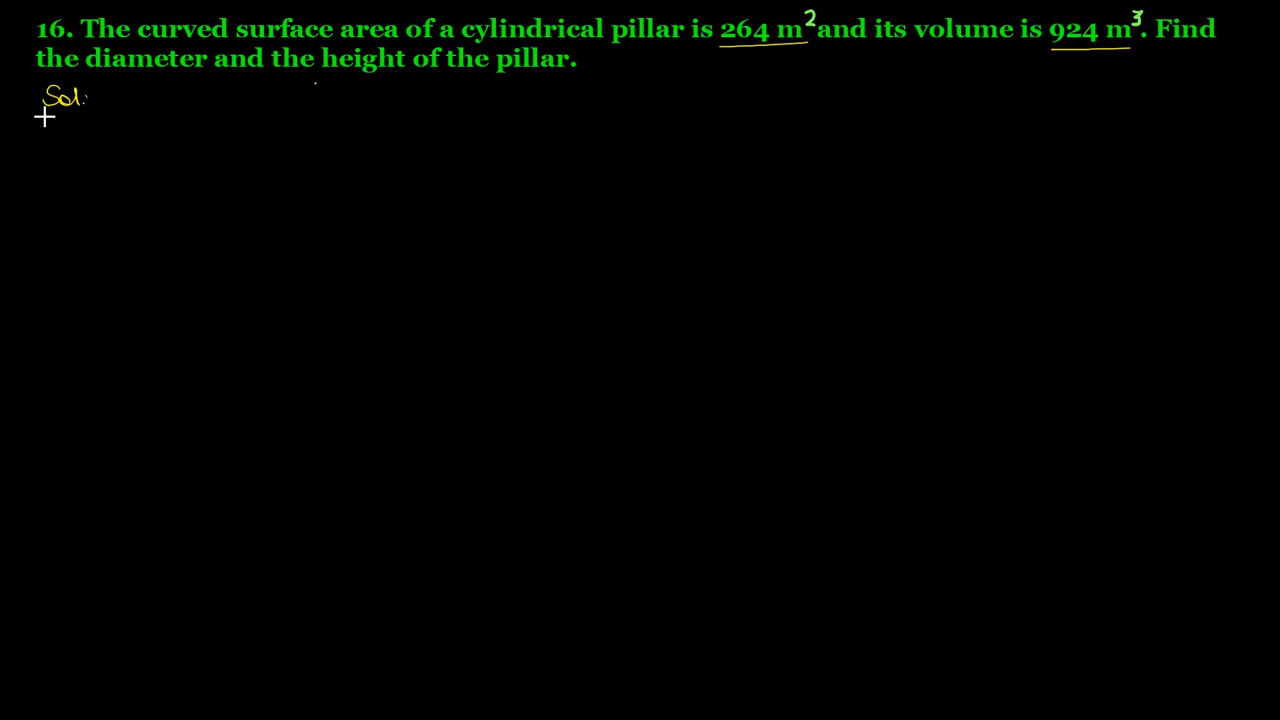 16. The curved surface area of a cylindrical pillar is 264 m² and its volume is 924 m³. Find
the diameter and the height of the pillar.
Sol: